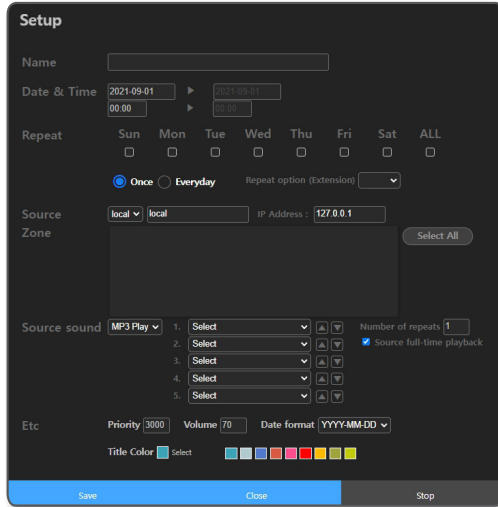 Setup
Name
Date & Time 2021-09-01 ▶ 2021-09-01
00:00 ▶ 00:00
Repeat Sun Mon Tue Wed Thu Fri Sat ALL
Once Everyday Repeat option (Extension)
Source local local IP Address : 127.0.0.1
Zone Select All
Source sound MP3 Play 1. Select Number of repeats 1
2. Select Source full-time playback
3. Select
4. Select
5. Select
Etc Priority 3000 Volume 70 Date format YYYY-MM-DD
Title Color Select
Save Close Stop